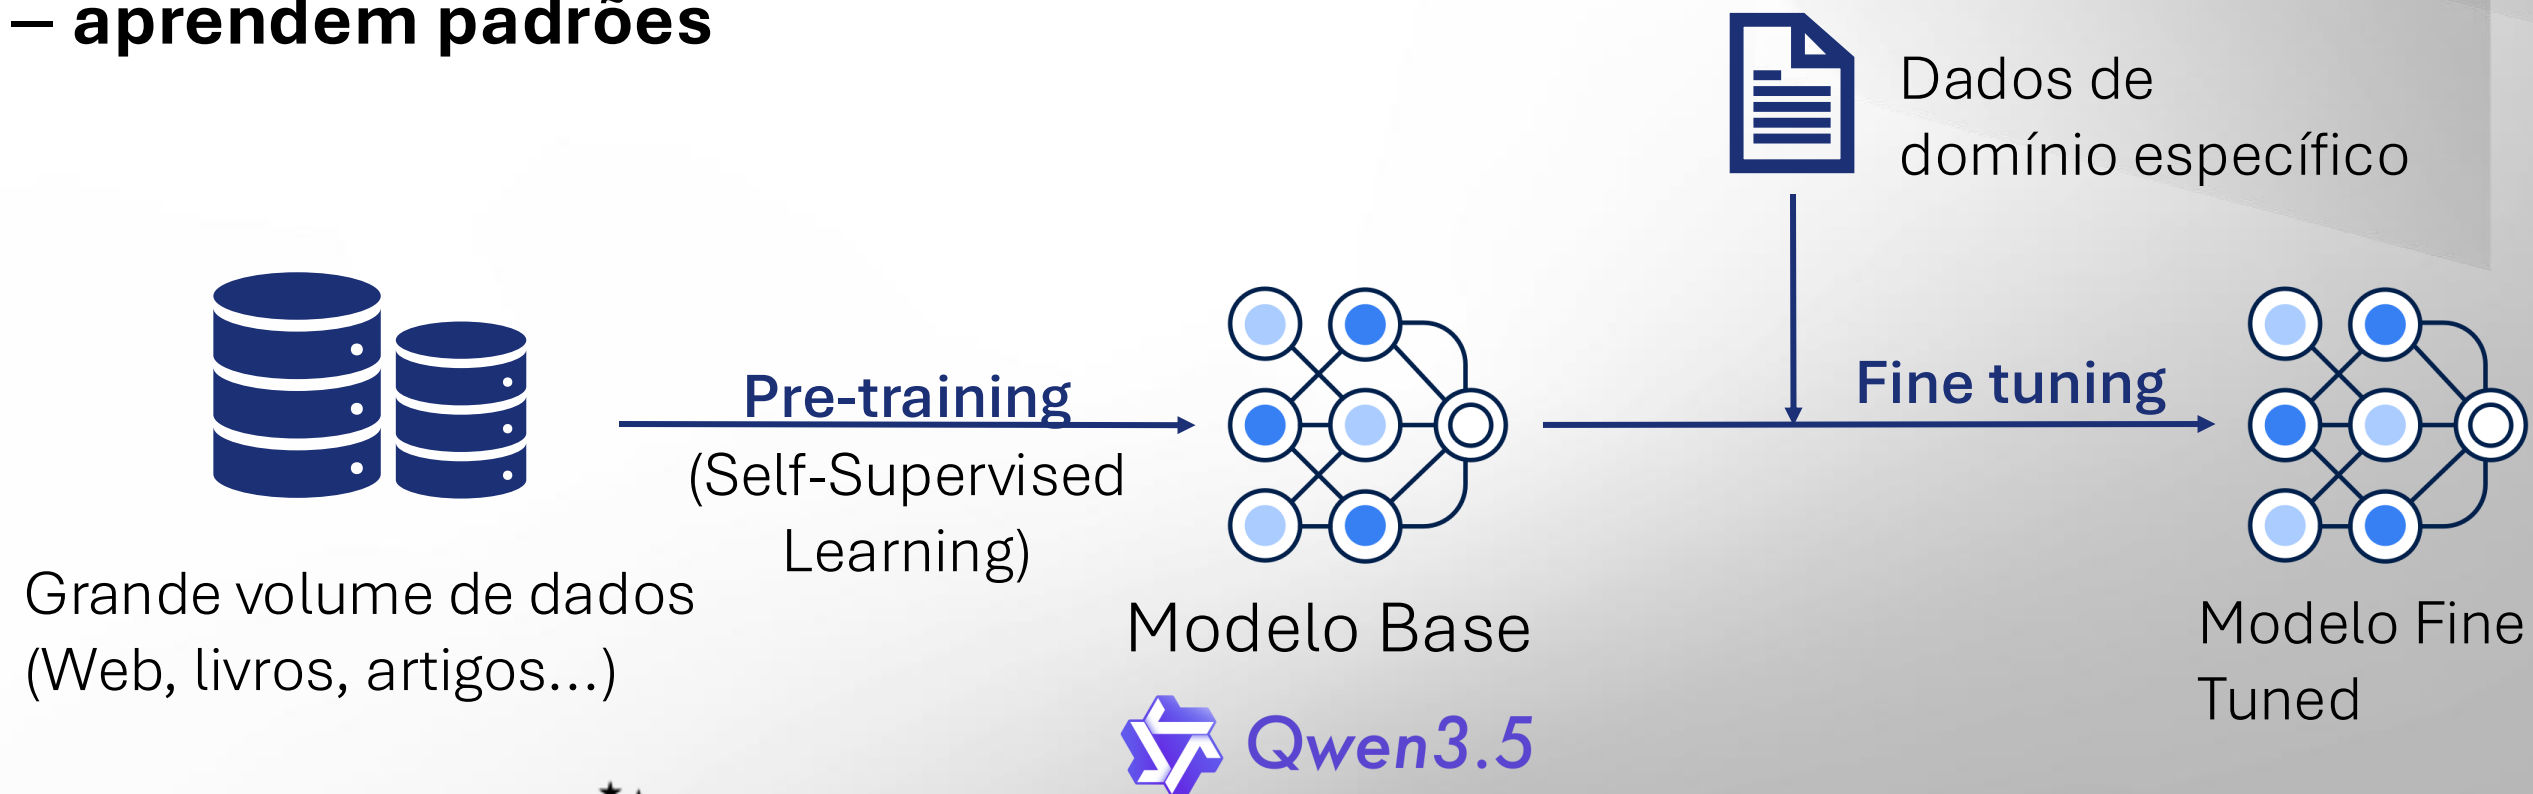 – aprendem padrões
Dados de
domínio específico
Pre-training
(Self-Supervised
Learning)
Fine tuning
Grande volume de dados
(Web, livros, artigos...)
Modelo Base
Qwen3.5
Modelo Fine
Tuned